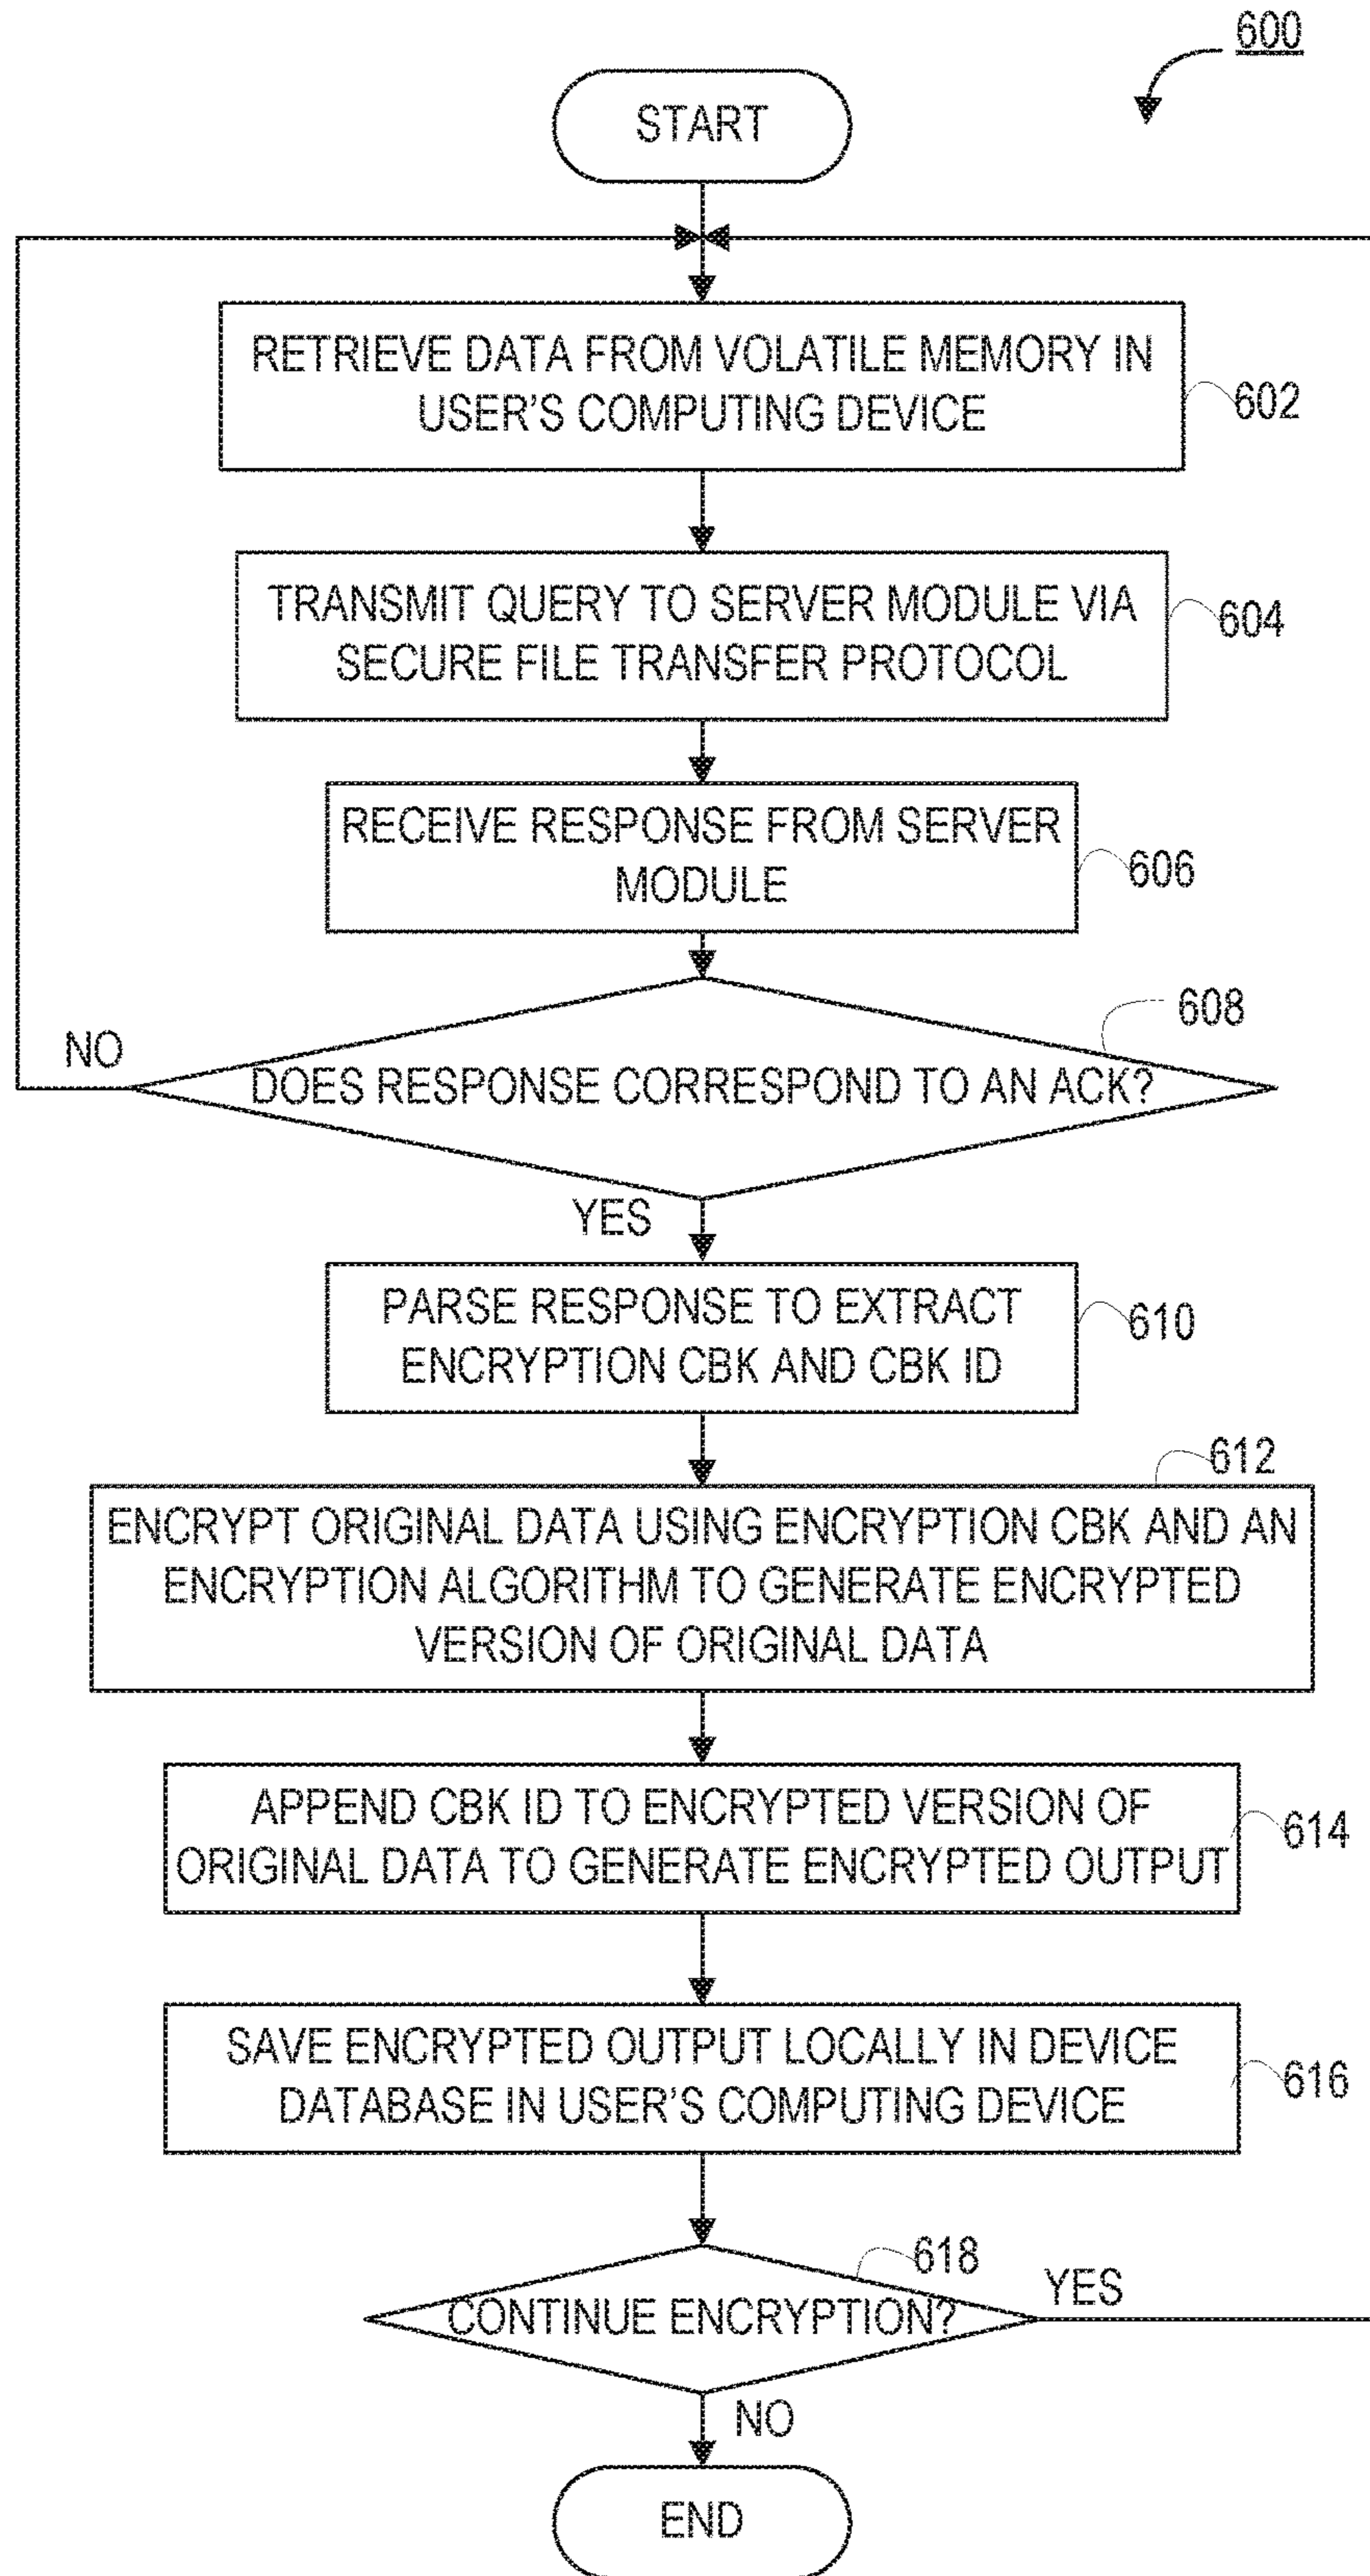 600
START
RETRIEVE DATA FROM VOLATILE MEMORY IN
USER'S COMPUTING DEVICE
602
TRANSMIT QUERY TO SERVER MODULE VIA
SECURE FILE TRANSFER PROTOCOL
604
RECEIVE RESPONSE FROM SERVER
MODULE
606
608
NO
DOES RESPONSE CORRESPOND TO AN ACK?
YES
PARSE RESPONSE TO EXTRACT
ENCRYPTION CBK AND CBK ID
610
612
ENCRYPT ORIGINAL DATA USING ENCRYPTION CBK AND AN
ENCRYPTION ALGORITHM TO GENERATE ENCRYPTED
VERSION OF ORIGINAL DATA
APPEND CBK ID TO ENCRYPTED VERSION OF
ORIGINAL DATA TO GENERATE ENCRYPTED OUTPUT
614
SAVE ENCRYPTED OUTPUT LOCALLY IN DEVICE
DATABASE IN USER'S COMPUTING DEVICE
616
618
YES
CONTINUE ENCRYPTION?
NO
END